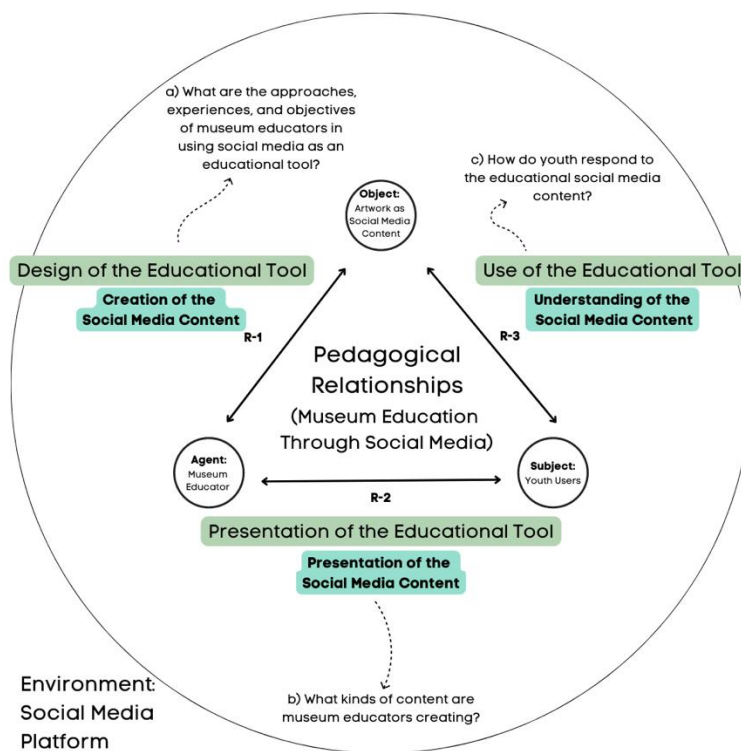 a) What are the approaches,
experiences, and objectives
of museum educators in
using social media as an
educational tool?
c) How do youth respond to
the educational social media
content?
Object:
Artwork as
Social Media
Content
Design of the Educational Tool
Creation of the
Social Media Content
Use of the Educational Tool
Understanding of the
Social Media Content
R-1
R-3
Pedagogical
Relationships
(Museum Education
Through Social Media)
Agent:
Museum
Educator
Subject:
Youth Users
R-2
Presentation of the Educational Tool
Presentation of the
Social Media Content
b) What kinds of content are
museum educators creating?
Environment:
Social Media
Platform